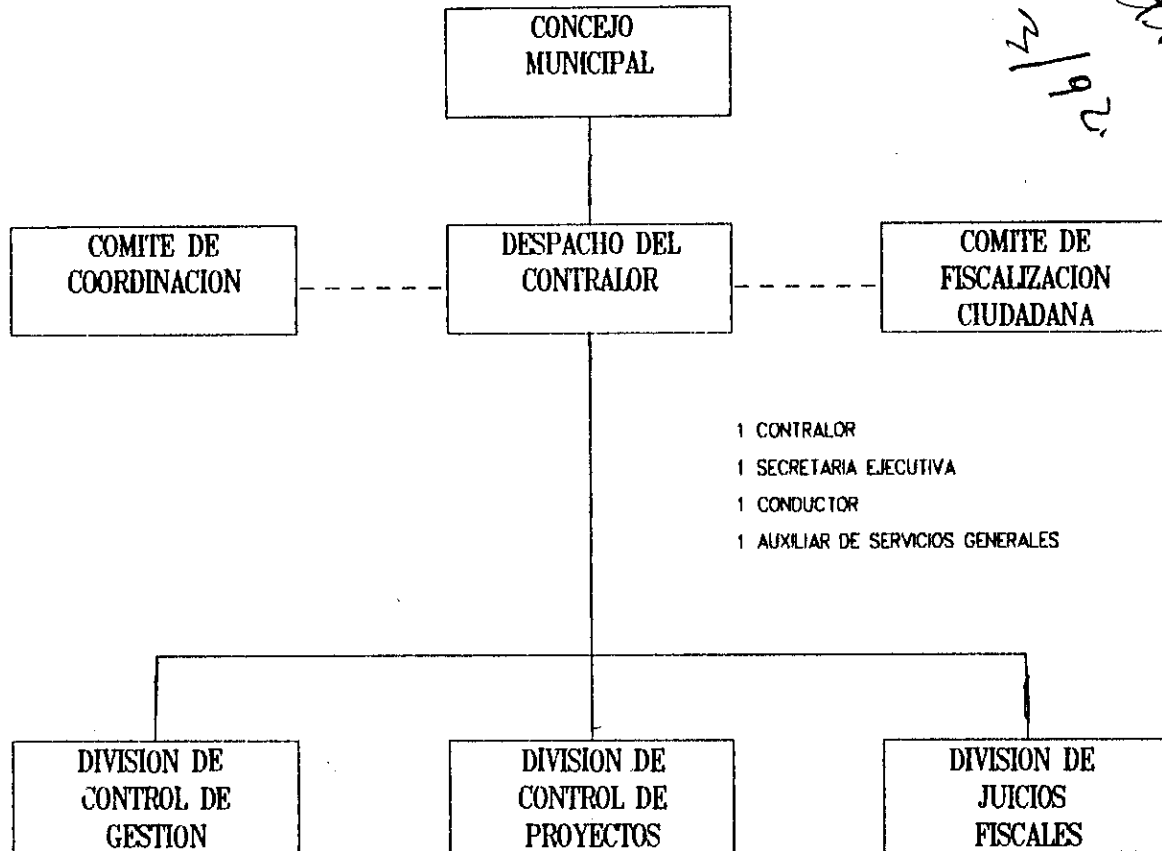 CONCEJO
MUNICIPAL
COMITE DE
COORDINACION
DESPACHO DEL
CONTRALOR
COMITE DE
FISCALIZACION
CIUDADANA
1 CONTRALOR
1 SECRETARIA EJECUTIVA
1 CONDUCTOR
1 AUXILIAR DE SERVICIOS GENERALES
DIVISION DE
CONTROL DE
GESTION
DIVISION DE
CONTROL DE
PROYECTOS
DIVISION DE
JUICIOS
FISCALES